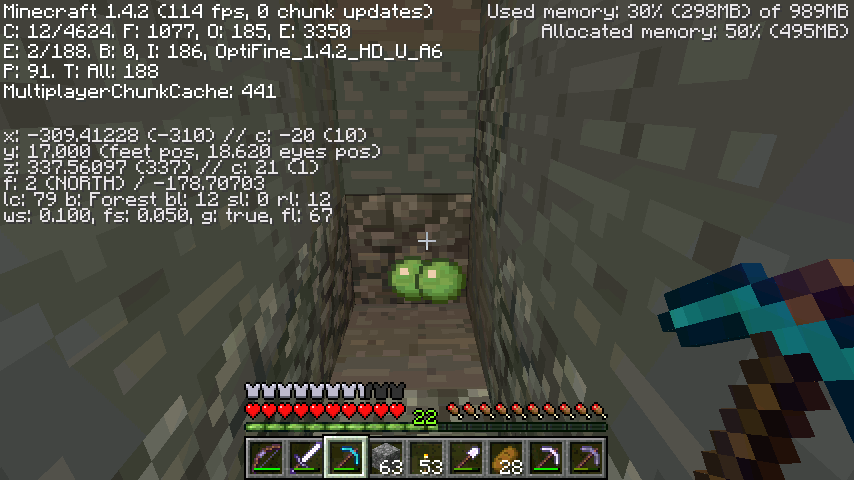 Minecraft 1.4.2 (114 fps, 0 chunk updates)
C: 12/4624. F: 1077, O: 185, E: 3350
E: 2/188. B: 0, I: 186, OptiFine_1.4.2_HD_U_A6
P: 91. T: All: 188
MultiplayerChunkCache: 441
Used memory: 30% (298MB) of 989MB
Allocated memory: 50% (495MB)
x: -309.41228 (-310) // c: -20 (10)
y: 17.000 (feet pos, 18.620 eyes pos)
z: 337.56097 (337) // c: 21 (1)
f: 2 (NORTH) / -178.70703
lc: 79 b: Forest bl: 12 sl: 0 rl: 12
ws: 0.100, fs: 0.050, g: true, fl: 67
22
63
53
28